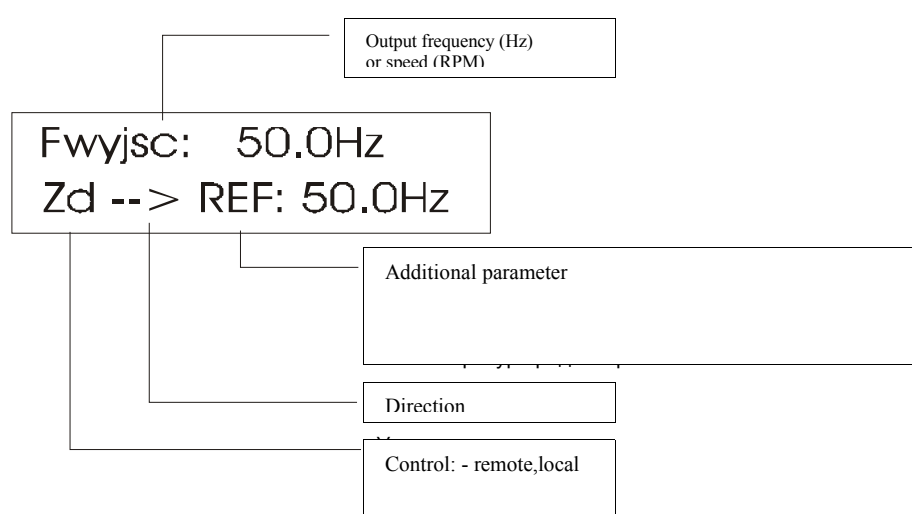 Output frequency (Hz)
or speed (RPM)
Fwyjsc: 50.0Hz
Zd --> REF: 50.0Hz
Additional parameter
Direction
Control: - remote,local